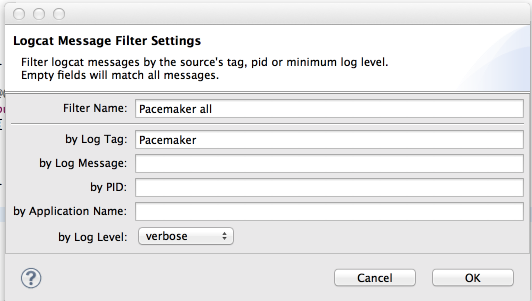 Logcat Message Filter Settings
Filter logcat messages by the source's tag, pid or minimum log level.
Empty fields will match all messages.
Filter Name: Pacemaker all
by Log Tag: Pacemaker
by Log Message:
by PID:
by Application Name:
by Log Level: verbose
? Cancel OK